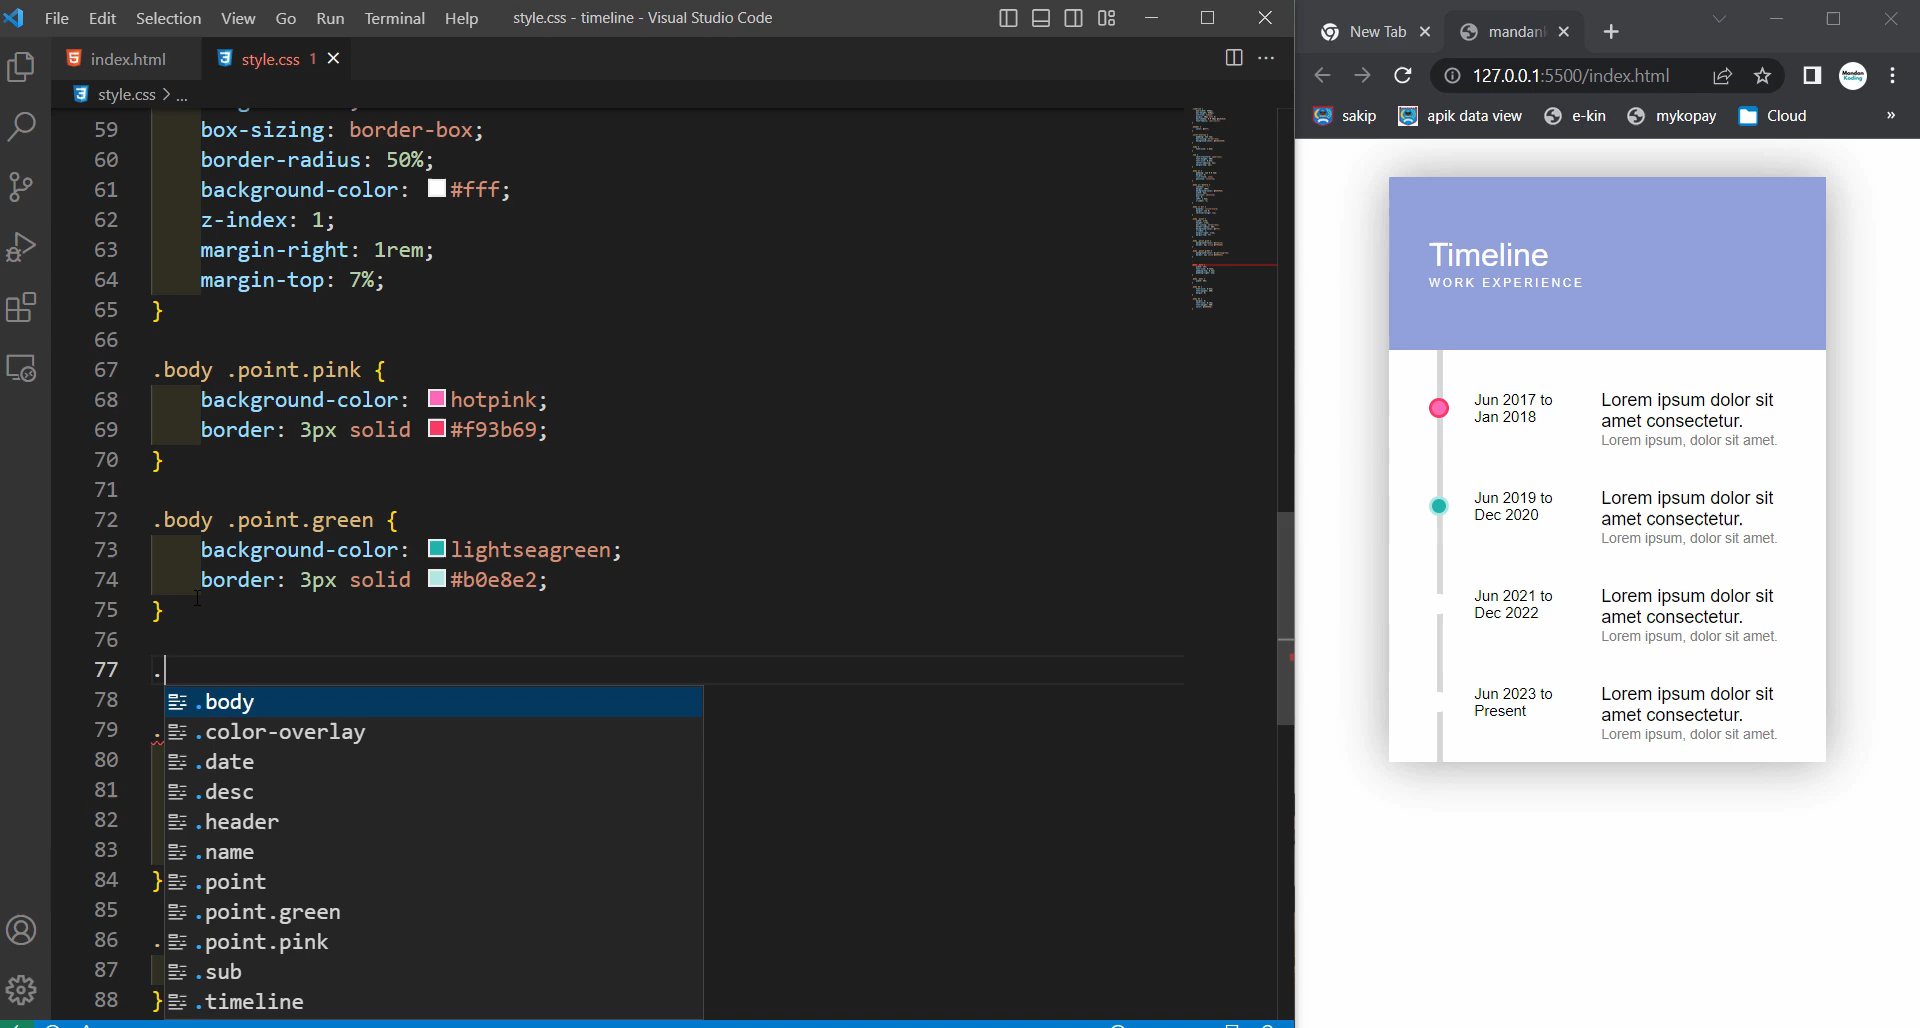 File Edit Selection View Go Run Terminal Help style.css - timeline - Visual Studio Code
index.html style.css 1
style.css > ...
59 box-sizing: border-box;
60 border-radius: 50%;
61 background-color: #fff;
62 z-index: 1;
63 margin-right: 1rem;
64 margin-top: 7%;
65 }
66
67 .body .point.pink {
68 background-color: hotpink;
69 border: 3px solid #f93b69;
70 }
71
72 .body .point.green {
73 background-color: lightseagreen;
74 border: 3px solid #b0e8e2;
75 }
76
77 .
78 .body
79 . .color-overlay
80 .date
81 .desc
82 .header
83 .name
84 } .point
85 .point.green
86 . .point.pink
87 .sub
88 } .timeline
New Tab mandan
127.0.0.1:5500/index.html
Mandan Koding
sakip apik data view e-kin mykopay Cloud »
Timeline
WORK EXPERIENCE
Jun 2017 to
Jan 2018
Lorem ipsum dolor sit
amet consectetur.
Lorem ipsum, dolor sit amet.
Jun 2019 to
Dec 2020
Lorem ipsum dolor sit
amet consectetur.
Lorem ipsum, dolor sit amet.
Jun 2021 to
Dec 2022
Lorem ipsum dolor sit
amet consectetur.
Lorem ipsum, dolor sit amet.
Jun 2023 to
Present
Lorem ipsum dolor sit
amet consectetur.
Lorem ipsum, dolor sit amet.